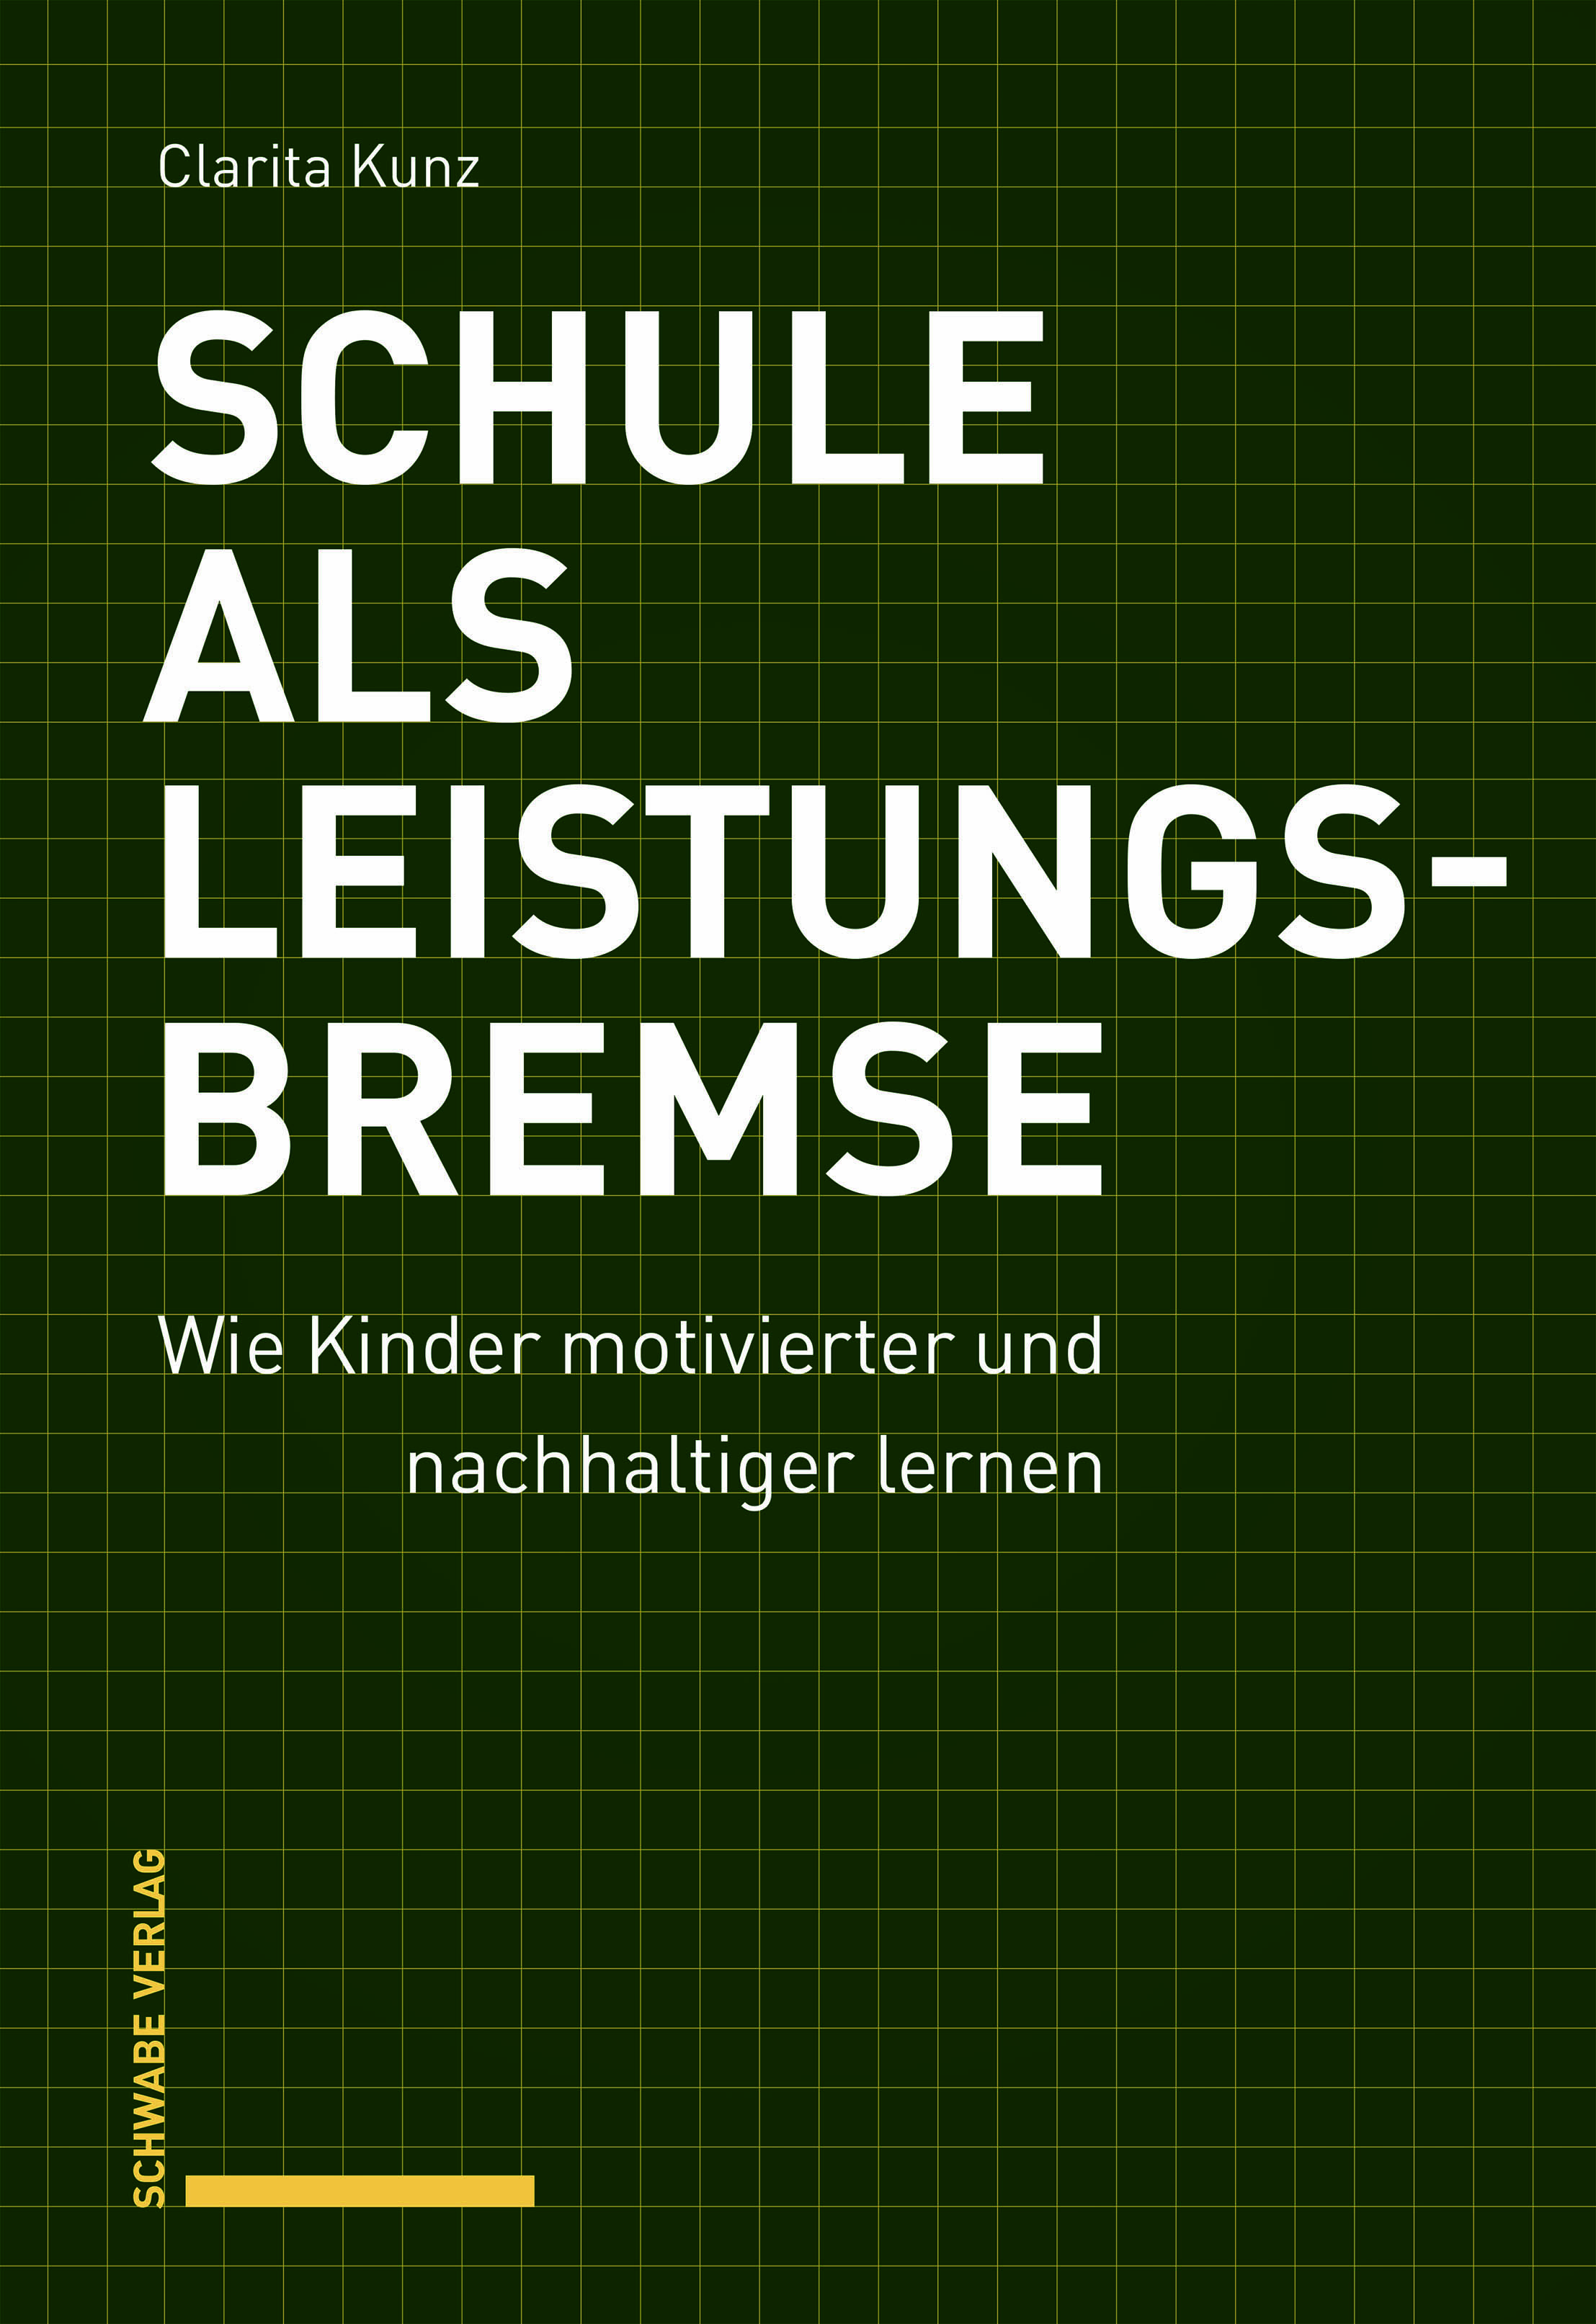 Clarita Kunz
SCHULE
ALS
LEISTUNGS-
BREMSE
Wie Kinder motivierter und
nachhaltiger lernen
SCHWABE VERLAG